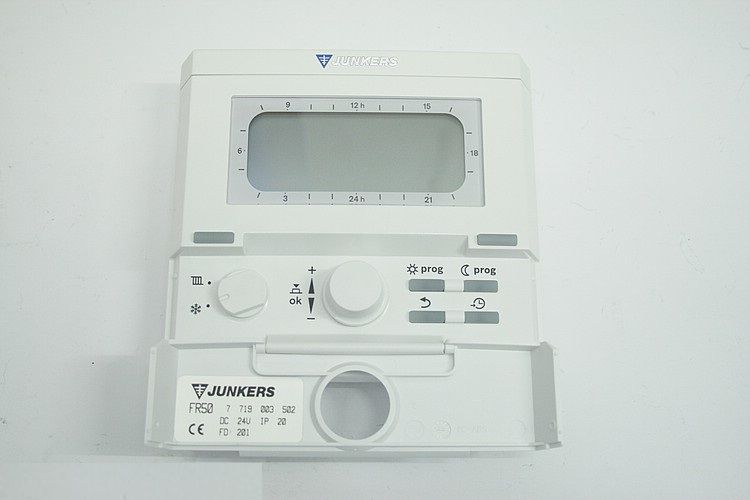 JUNKERS
9 12 h 15
6 18
3 24 h 21
+
prog prog
ok
−
JUNKERS
FR50 7 719 003 502
DC 24V IP 20
CE FD 201